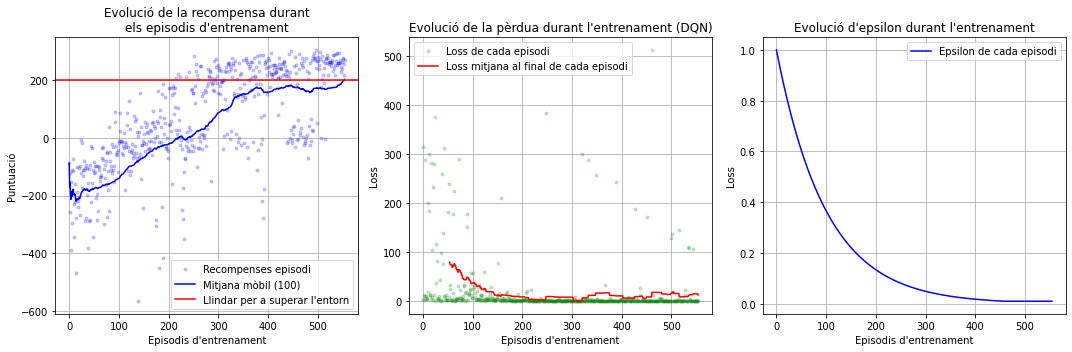 Evolució de la recompensa durant
els episodis d'entrenament
Puntuació
200
0
−200
−400
−600
0
100
200
300
400
500
Episodis d'entrenament
Recompenses episodi
Mitjana mòbil (100)
Llindar per a superar l'entorn
Evolució de la pèrdua durant l'entrenament (DQN)
Loss de cada episodi
Loss mitjana al final de cada episodi
Loss
500
400
300
200
100
0
0
100
200
300
400
500
Episodis d'entrenament
Evolució d'epsilon durant l'entrenament
Epsilon de cada episodi
Loss
1.0
0.8
0.6
0.4
0.2
0.0
0
100
200
300
400
500
Episodis d'entrenament